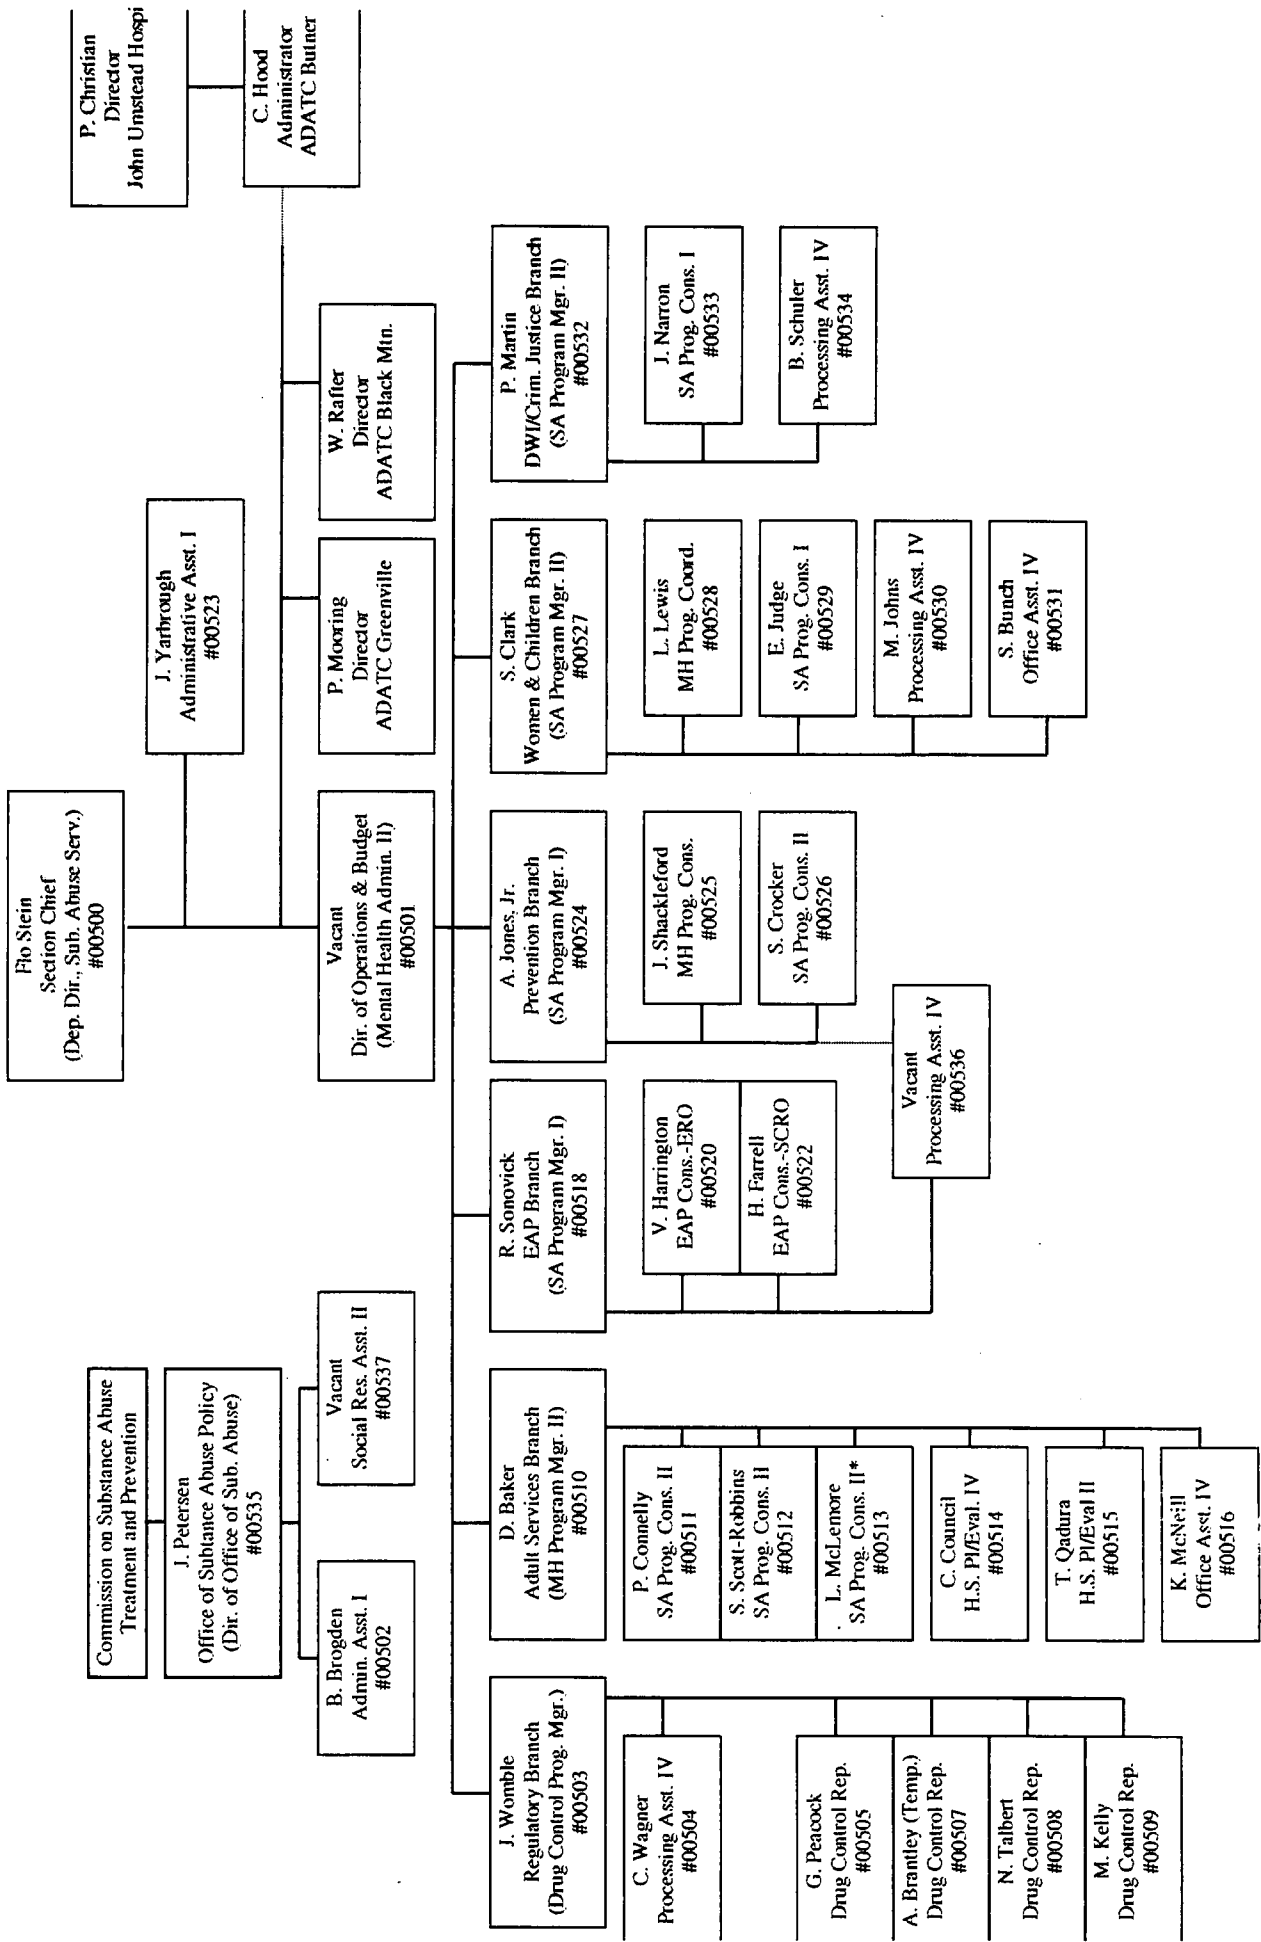 Flo Stein
Section Chief
(Dep. Dir., Sub. Abuse Serv.)
#00500
J. Yarbrough
Administrative Asst. I
#00523
P. Christian
Director
John Umstead Hospi
C. Hood
Administrator
ADATC Butner
Commission on Substance Abuse
Treatment and Prevention
J. Petersen
Office of Subtance Abuse Policy
(Dir. of Office of Sub. Abuse)
#00535
B. Brogden
Admin. Asst. I
#00502
Vacant
Social Res. Asst. II
#00537
Vacant
Dir. of Operations & Budget
(Mental Health Admin. II)
#00501
P. Mooring
Director
ADATC Greenville
W. Rafter
Director
ADATC Black Mtn.
J. Womble
Regulatory Branch
(Drug Control Prog. Mgr.)
#00503
C. Wagner
Processing Asst. IV
#00504
G. Peacock
Drug Control Rep.
#00505
A. Brantley (Temp.)
Drug Control Rep.
#00507
N. Talbert
Drug Control Rep.
#00508
M. Kelly
Drug Control Rep.
#00509
D. Baker
Adult Services Branch
(MH Program Mgr. II)
#00510
P. Connelly
SA Prog. Cons. II
#00511
S. Scott-Robbins
SA Prog. Cons. II
#00512
L. McLemore
SA Prog. Cons. II*
#00513
C. Council
H.S. Pl/Eval. IV
#00514
T. Qadura
H.S. Pl/Eval II
#00515
K. McNeill
Office Asst. IV
#00516
R. Sonovick
EAP Branch
(SA Program Mgr. I)
#00518
V. Harrington
EAP Cons.-ERO
#00520
H. Farrell
EAP Cons.-SCRO
#00522
Vacant
Processing Asst. IV
#00536
A. Jones, Jr.
Prevention Branch
(SA Program Mgr. I)
#00524
J. Shackleford
MH Prog. Cons.
#00525
S. Crocker
SA Prog. Cons. II
#00526
S. Clark
Women & Children Branch
(SA Program Mgr. II)
#00527
L. Lewis
MH Prog. Coord.
#00528
E. Judge
SA Prog. Cons. I
#00529
M. Johns
Processing Asst. IV
#00530
S. Bunch
Office Asst. IV
#00531
P. Martin
DWI/Crim. Justice Branch
(SA Program Mgr. II)
#00532
J. Narron
SA Prog. Cons. I
#00533
B. Schuler
Processing Asst. IV
#00534